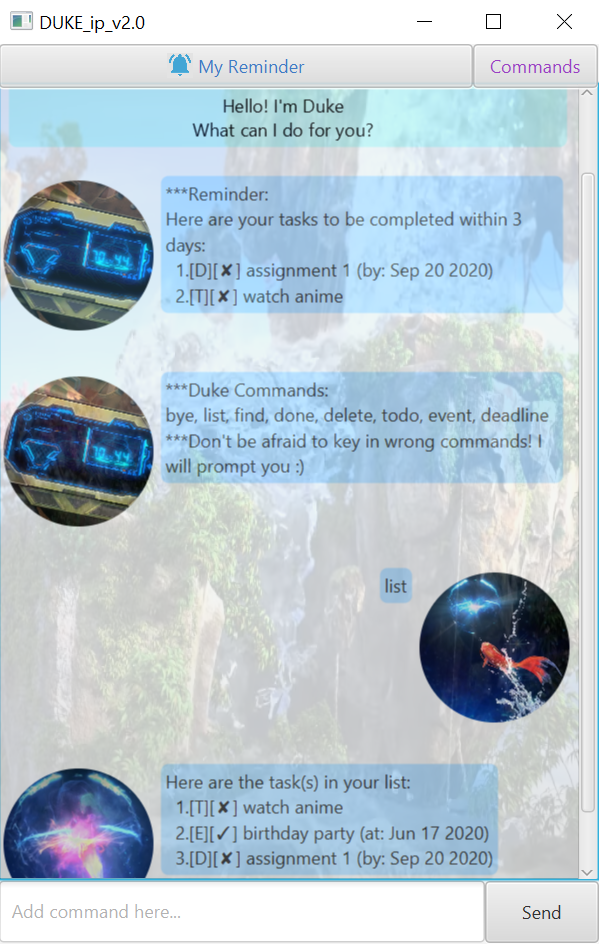 DUKE_ip_v2.0
My Reminder
Commands
Hello! I'm Duke
What can I do for you?
***Reminder:
Here are your tasks to be completed within 3
days:
1.[D][✘] assignment 1 (by: Sep 20 2020)
2.[T][✘] watch anime
***Duke Commands:
bye, list, find, done, delete, todo, event, deadline
***Don't be afraid to key in wrong commands! I
will prompt you :)
list
Here are the task(s) in your list:
1.[T][✘] watch anime
2.[E][✓] birthday party (at: Jun 17 2020)
3.[D][✘] assignment 1 (by: Sep 20 2020)
Add command here...
Send